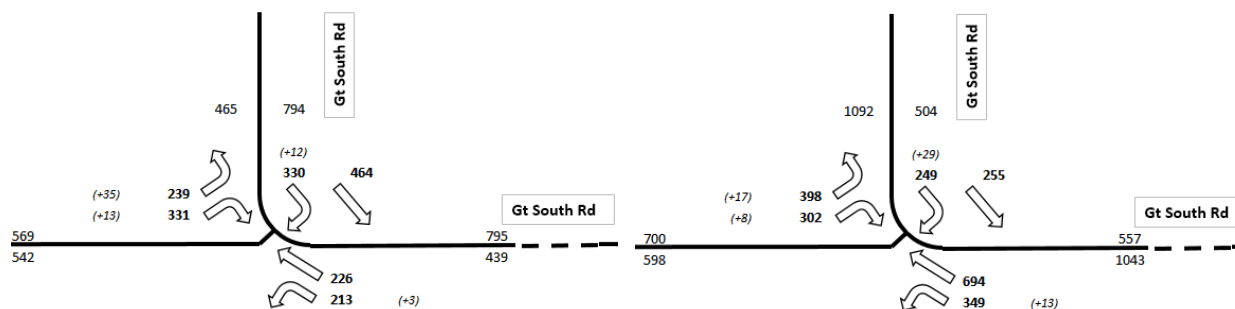 Gt South Rd
465 794
(+12)
(+35) 239 330 464
(+13) 331
Gt South Rd
569 795
542 439
226
213 (+3)
Gt South Rd
1092 504
(+29)
(+17) 398 249 255
(+8) 302
Gt South Rd
700 557
598 1043
694
349 (+13)